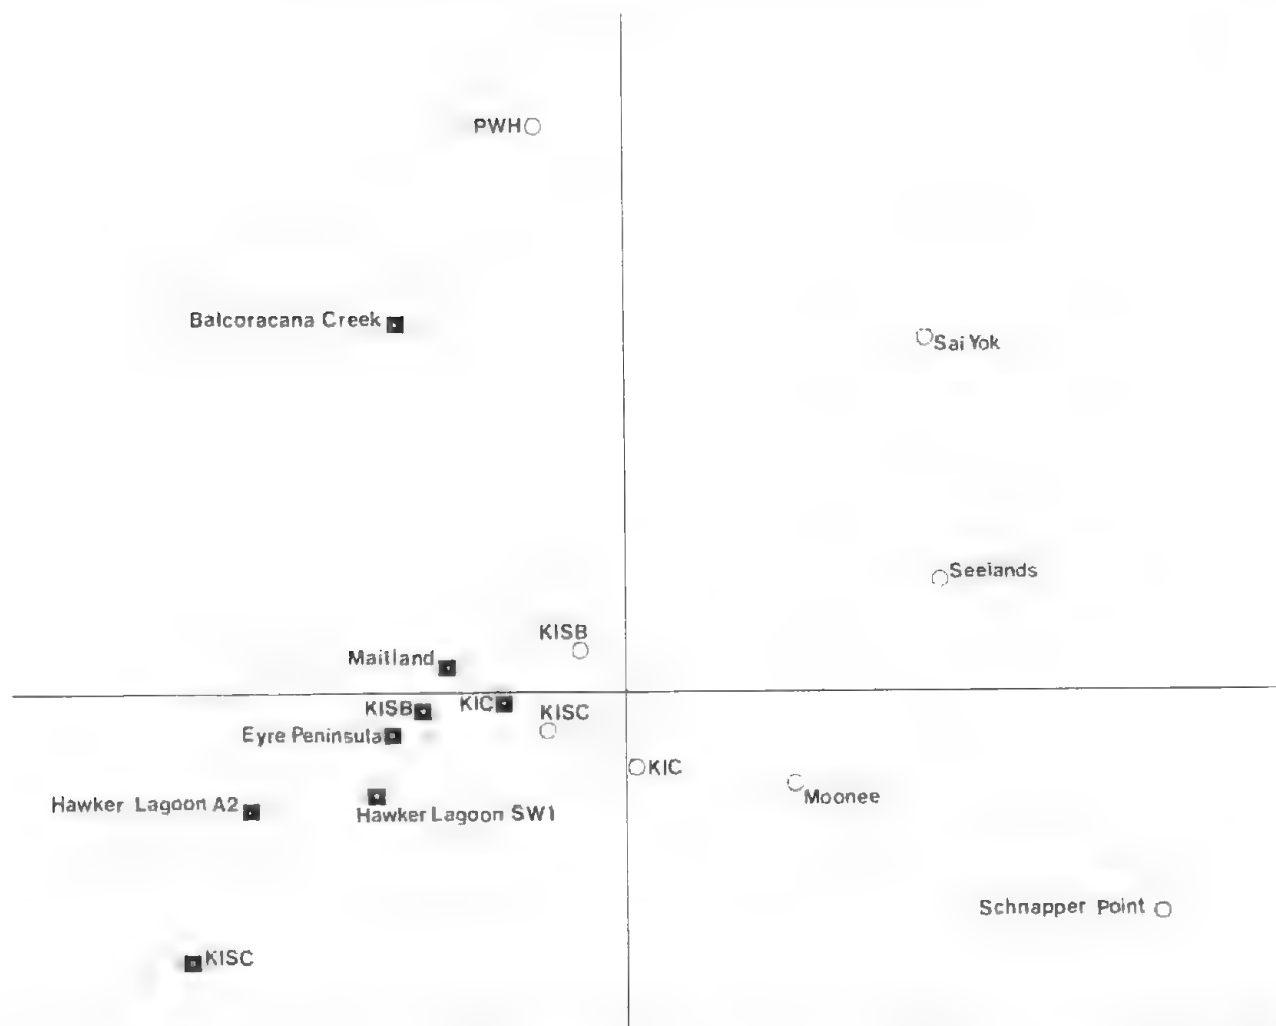 PWH
Balcoracana Creek
Sai Yok
Seelands
KISB
Maitland
KISB
KIC
KISC
Eyre Peninsula
KIC
Moonee
Hawker Lagoon A2
Hawker Lagoon SW1
Schnapper Point
KISC